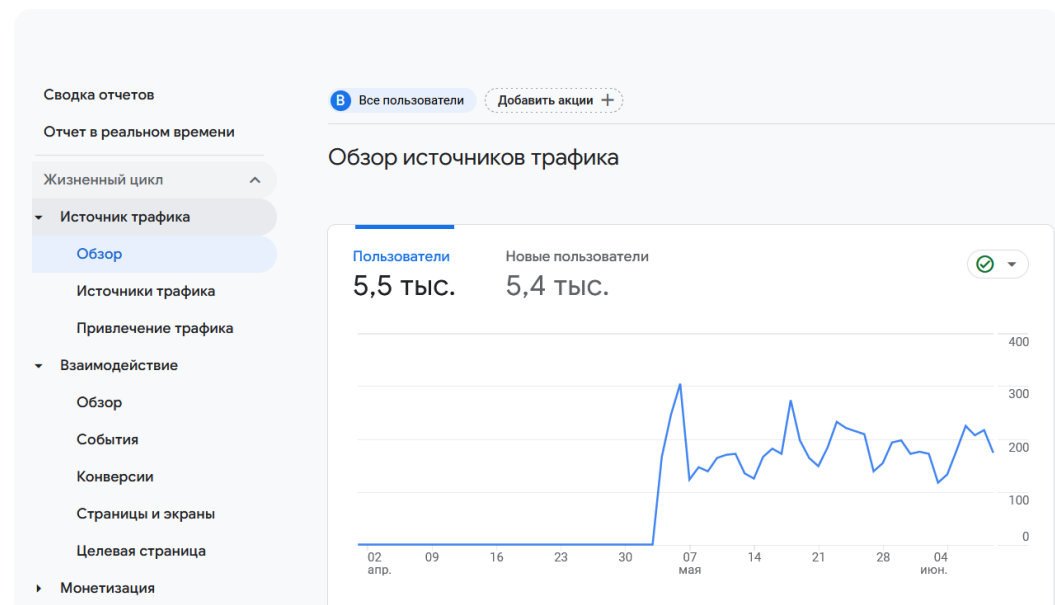 Сводка отчетов
Отчет в реальном времени
Жизненный цикл
Источник трафика
Обзор
Источники трафика
Привлечение трафика
Взаимодействие
Обзор
События
Конверсии
Страницы и экраны
Целевая страница
Монетизация
В Все пользователи Добавить акции +
Обзор источников трафика
Пользователи Новые пользователи
5,5 тыс. 5,4 тыс.
400
300
200
100
0
02 09 16 23 30 07 14 21 28 04
апр. мая июн.